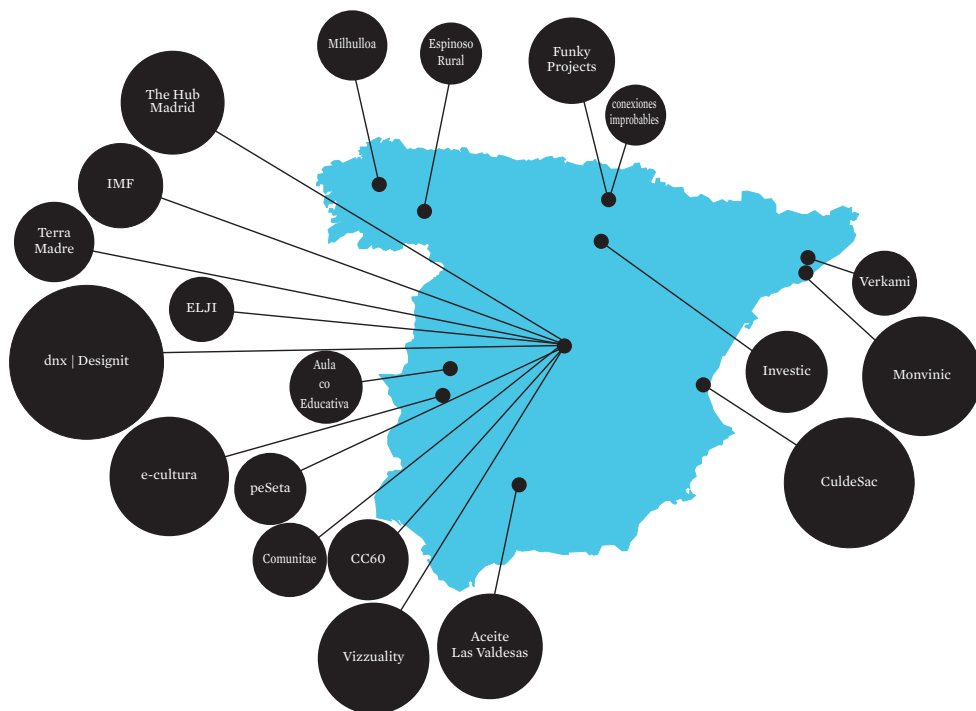 Milhulloa
Espinoso
Rural
Funky
Projects
The Hub
Madrid
conexiones
improbables
IMF
Terra
Madre
Verkami
ELJI
dnx | Designit
Aula
co
Educativa
Investic
Monvinic
e-cultura
peSeta
CuldeSac
Comunitae
CC60
Vizzuality
Aceite
Las Valdesas